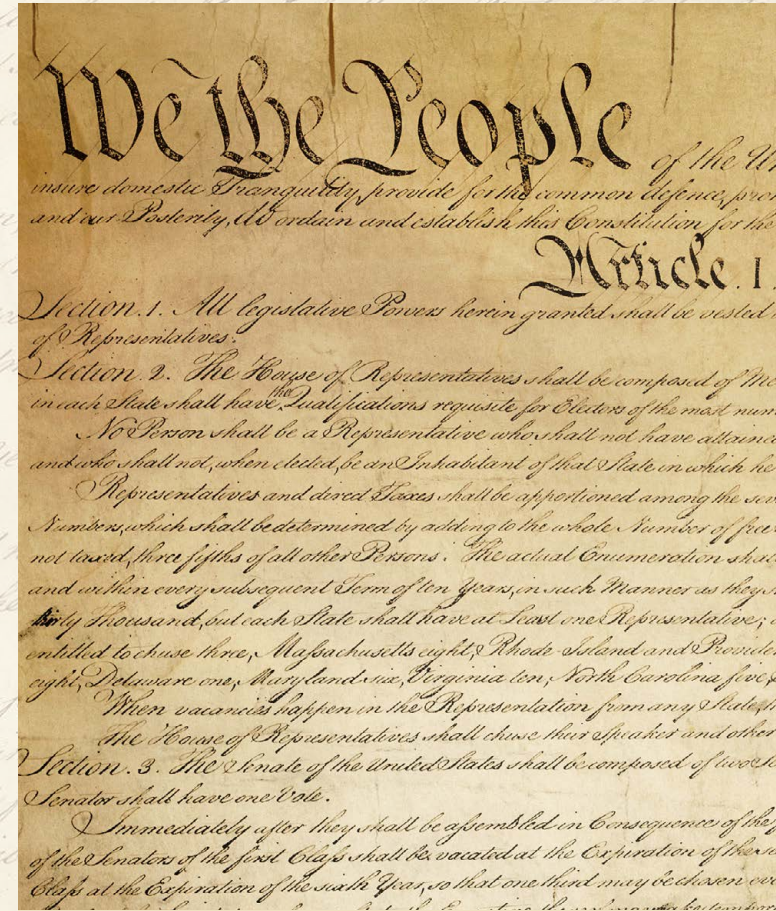 We the People of the Un
insure domestic Tranquility, provide for the common defence, pro
and our Posterity, do ordain and establish this Constitution for the
Article. I.
Section. 1. All legislative Powers herein granted shall be vested
of Representatives.
Section. 2. The House of Representatives shall be composed of Me
in each State shall have the Qualifications requisite for Electors of the most num
No Person shall be a Representative who shall not have attained
and who shall not, when elected, be an Inhabitant of that State in which he
Representatives and direct Taxes shall be apportioned among the sev
Numbers, which shall be determined by adding to the whole Number of free
not taxed, three fifths of all other Persons. The actual Enumeration sha
and within every subsequent Term of ten Years, in such Manner as they s
thirty Thousand, but each State shall have at Least one Representative;
entitled to chuse three, Massachusetts eight, Rhode-Island and Provide
eight, Delaware one, Maryland six, Virginia ten, North Carolina five,
When vacancies happen in the Representation from any State, th
The House of Representatives shall chuse their Speaker and other
Section. 3. The Senate of the United States shall be composed of two Se
Senator shall have one Vote.
Immediately after they shall be assembled in Consequence of the f
of the Senators of the first Class shall be vacated at the Expiration of the se
Class at the Expiration of the sixth Year, so that one third may be chosen eve